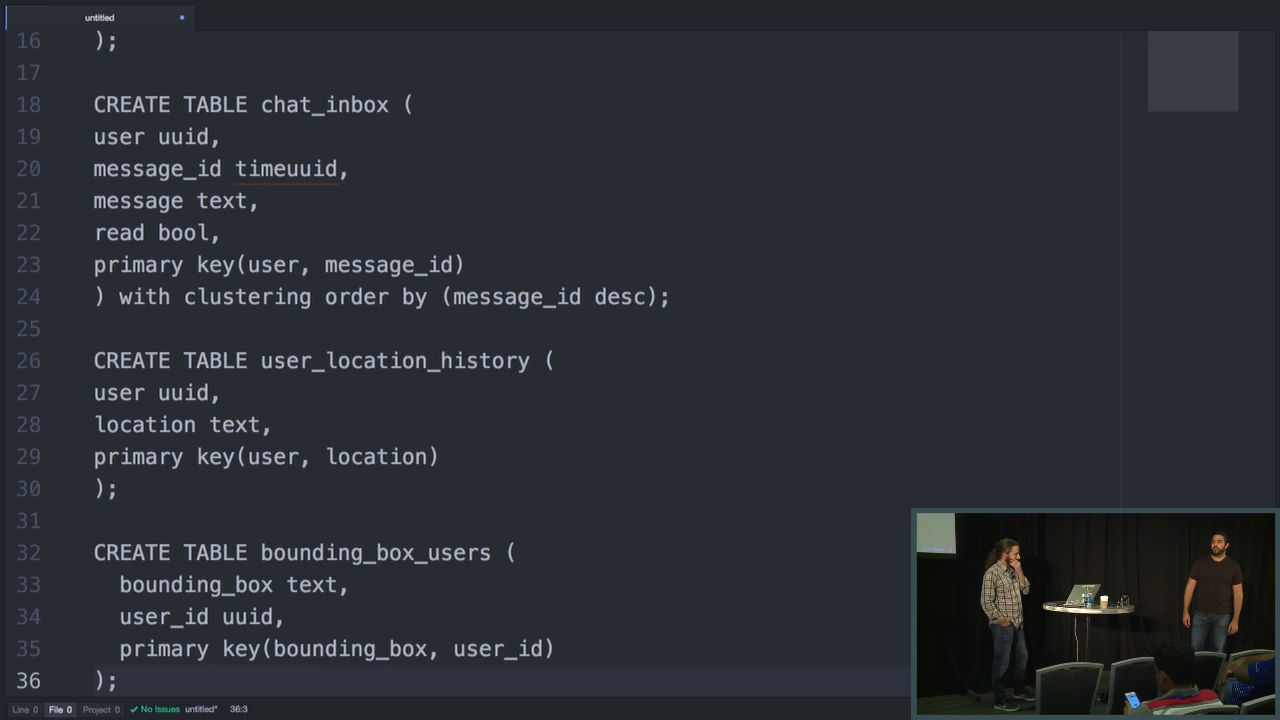 untitled
16 );
17
18 CREATE TABLE chat_inbox (
19 user uuid,
20 message_id timeuuid,
21 message text,
22 read bool,
23 primary key(user, message_id)
24 ) with clustering order by (message_id desc);
25
26 CREATE TABLE user_location_history (
27 user uuid,
28 location text,
29 primary key(user, location)
30 );
31
32 CREATE TABLE bounding_box_users (
33 bounding_box text,
34 user_id uuid,
35 primary key(bounding_box, user_id)
36 );
Line 0 File 0 Project 0 No Issues untitled* 36:3